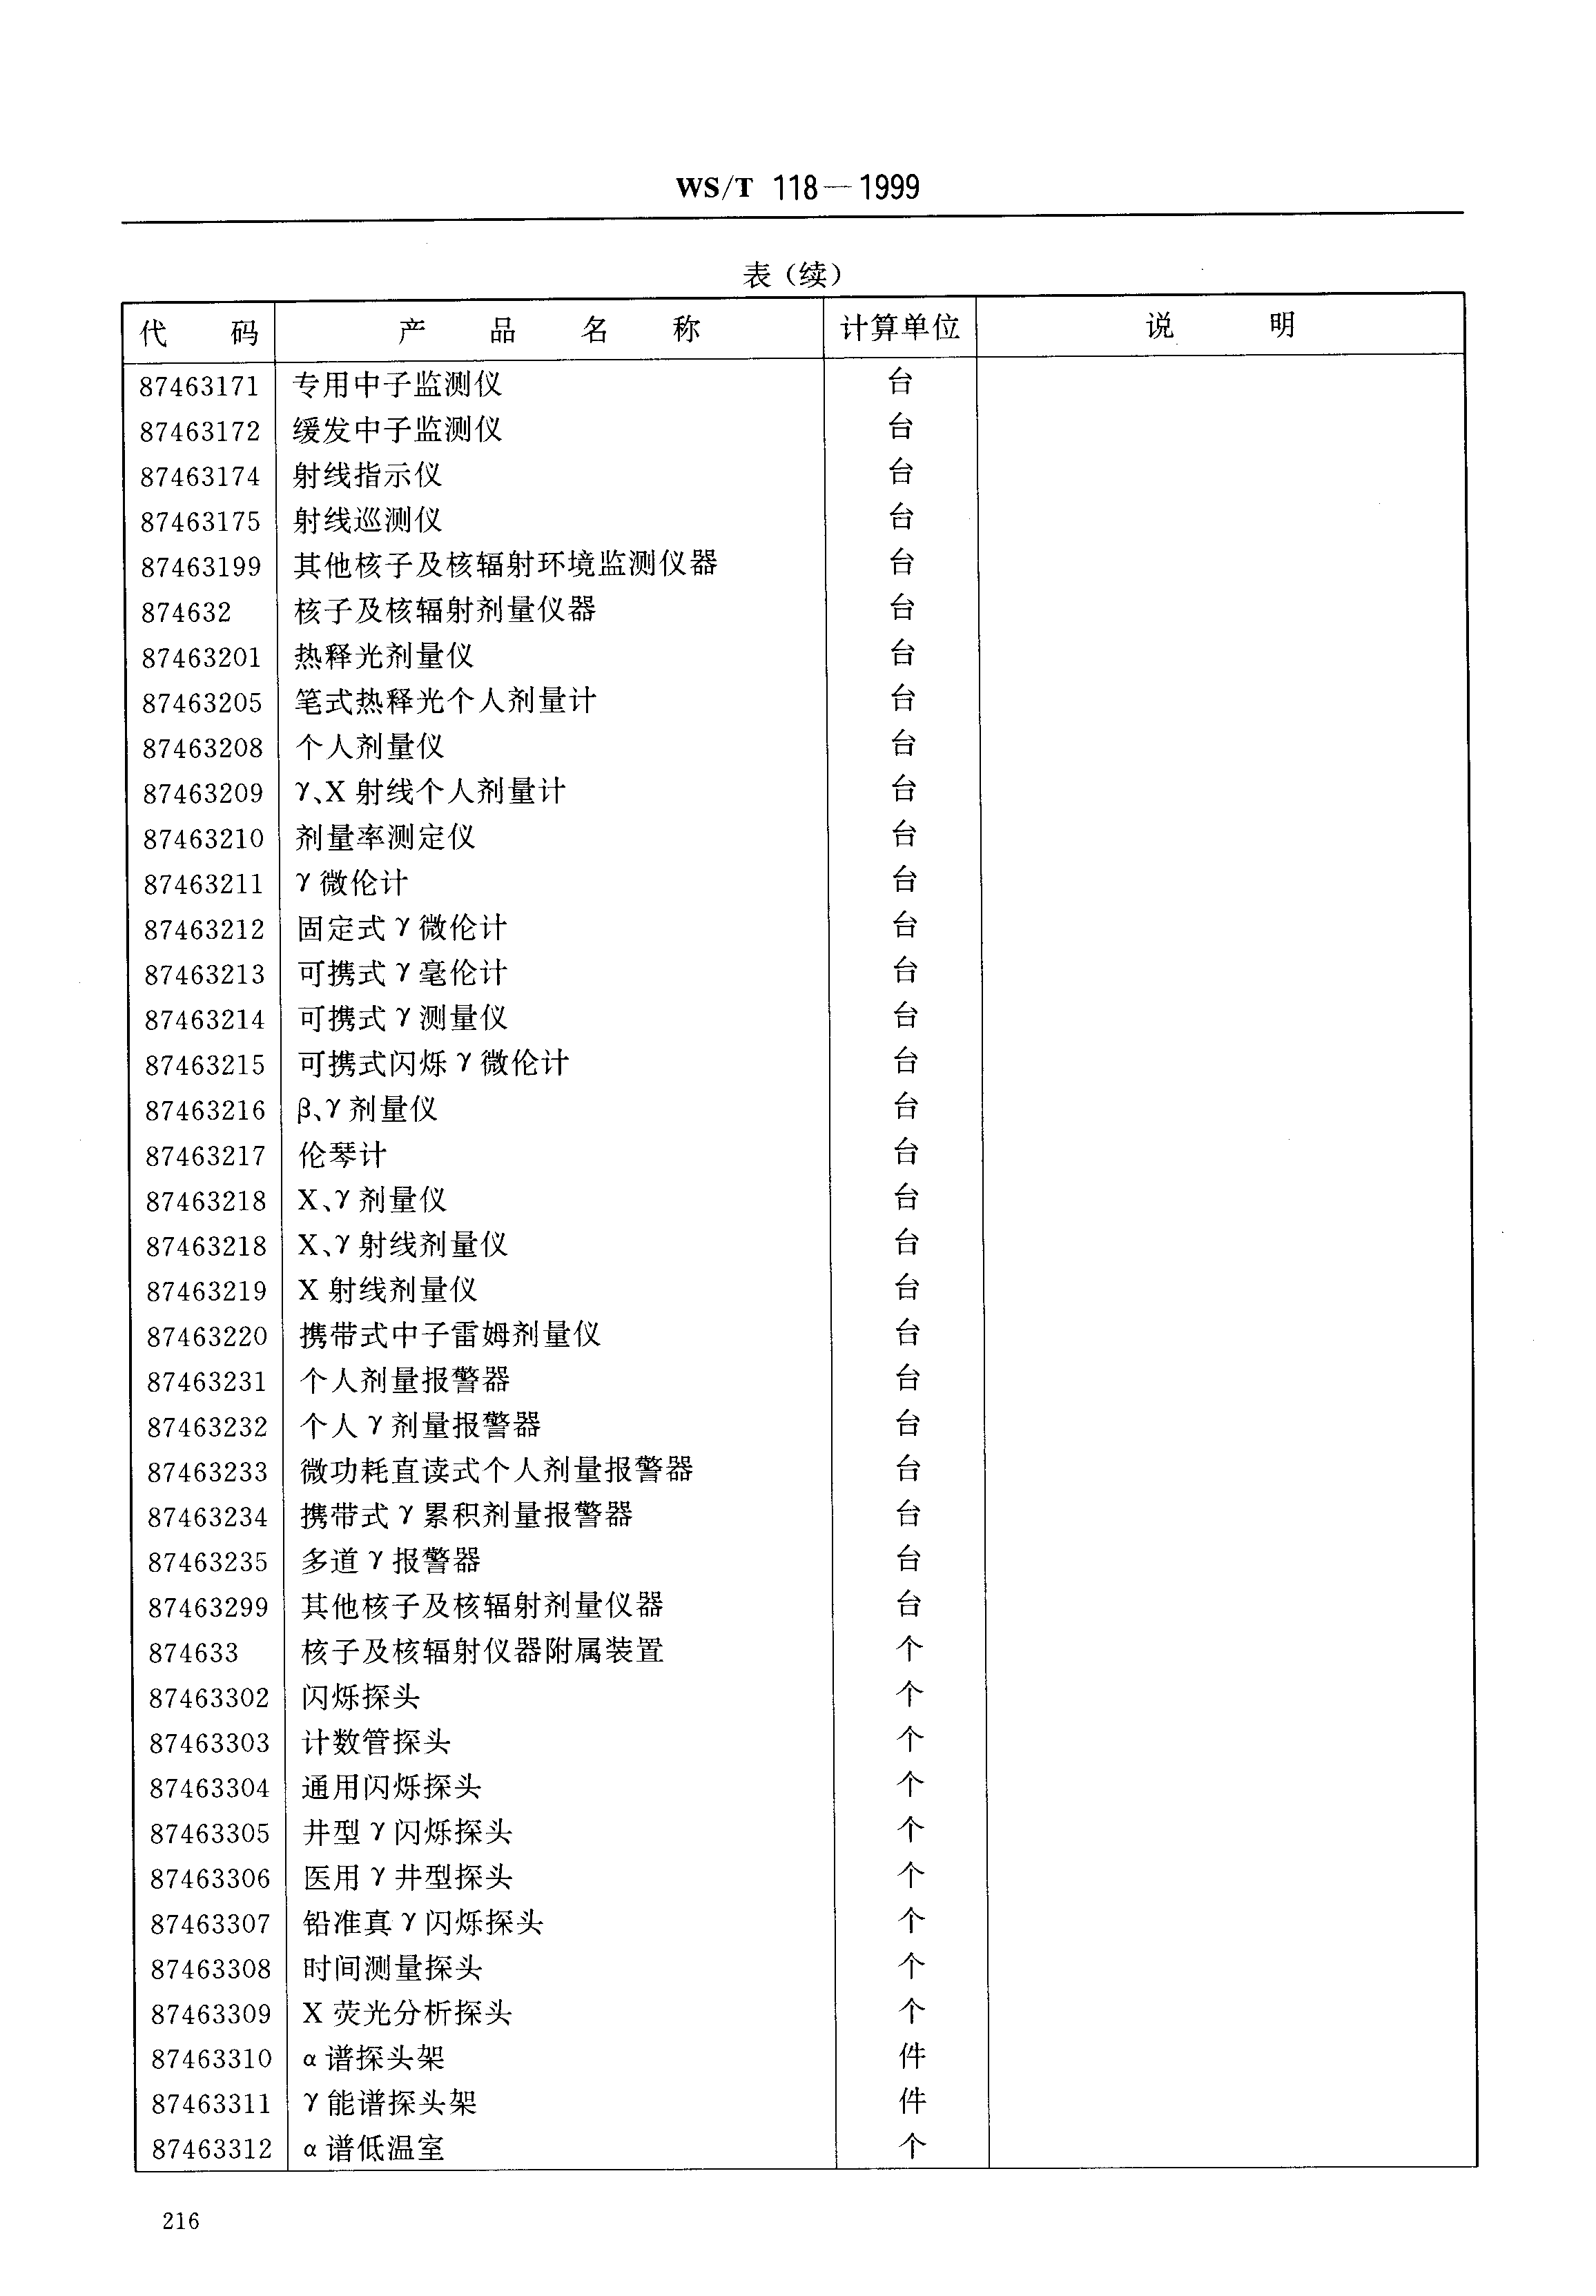 WS/T 118—1999
表（续）
代 码 产 品 名 称 计算单位 说 明
87463171 专用中子监测仪 台
87463172 缓发中子监测仪 台
87463174 射线指示仪 台
87463175 射线巡测仪 台
87463199 其他核子及核辐射环境监测仪器 台
874632 核子及核辐射剂量仪器 台
87463201 热释光剂量仪 台
87463205 笔式热释光个人剂量计 台
87463208 个人剂量仪 台
87463209 γ、X 射线个人剂量计 台
87463210 剂量率测定仪 台
87463211 γ 微伦计 台
87463212 固定式 γ 微伦计 台
87463213 可携式 γ 毫伦计 台
87463214 可携式 γ 测量仪 台
87463215 可携式闪烁 γ 微伦计 台
87463216 β、γ 剂量仪 台
87463217 伦琴计 台
87463218 X、γ 剂量仪 台
87463218 X、γ 射线剂量仪 台
87463219 X 射线剂量仪 台
87463220 携带式中子雷姆剂量仪 台
87463231 个人剂量报警器 台
87463232 个人 γ 剂量报警器 台
87463233 微功耗直读式个人剂量报警器 台
87463234 携带式 γ 累积剂量报警器 台
87463235 多道 γ 报警器 台
87463299 其他核子及核辐射剂量仪器 台
874633 核子及核辐射仪器附属装置 个
87463302 闪烁探头 个
87463303 计数管探头 个
87463304 通用闪烁探头 个
87463305 井型 γ 闪烁探头 个
87463306 医用 γ 井型探头 个
87463307 铅准真 γ 闪烁探头 个
87463308 时间测量探头 个
87463309 X 荧光分析探头 个
87463310 α 谱探头架 件
87463311 γ 能谱探头架 件
87463312 α 谱低温室 个
216